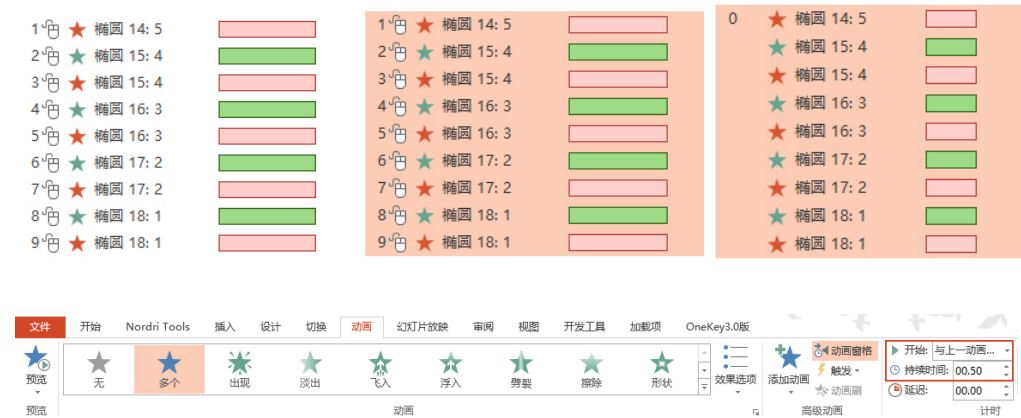 1 椭圆 14: 5
2 椭圆 15: 4
3 椭圆 15: 4
4 椭圆 16: 3
5 椭圆 16: 3
6 椭圆 17: 2
7 椭圆 17: 2
8 椭圆 18: 1
9 椭圆 18: 1
1 椭圆 14: 5
2 椭圆 15: 4
3 椭圆 15: 4
4 椭圆 16: 3
5 椭圆 16: 3
6 椭圆 17: 2
7 椭圆 17: 2
8 椭圆 18: 1
9 椭圆 18: 1
0 椭圆 14: 5
椭圆 15: 4
椭圆 15: 4
椭圆 16: 3
椭圆 16: 3
椭圆 17: 2
椭圆 17: 2
椭圆 18: 1
椭圆 18: 1
文件 开始 Nordri Tools 插入 设计 切换 动画 幻灯片放映 审阅 视图 开发工具 加载项 OneKey3.0版
预览 无 多个 出现 淡出 飞入 浮入 劈裂 擦除 形状 效果选项 添加动画
动画窗格
触发
动画刷
开始: 与上一动画...
持续时间: 00.50
延迟: 00.00
预览 动画 高级动画 计时